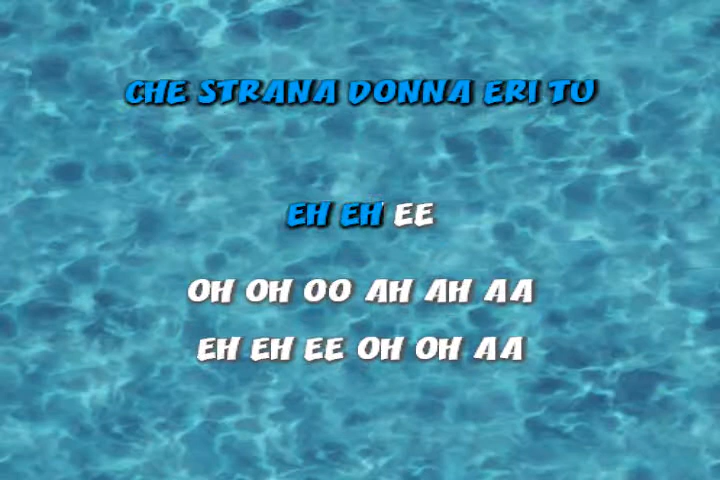 CHE STRANA DONNA ERI TU
EH EH EE
OH OH OO AH AH AA
EH EH EE OH OH AA